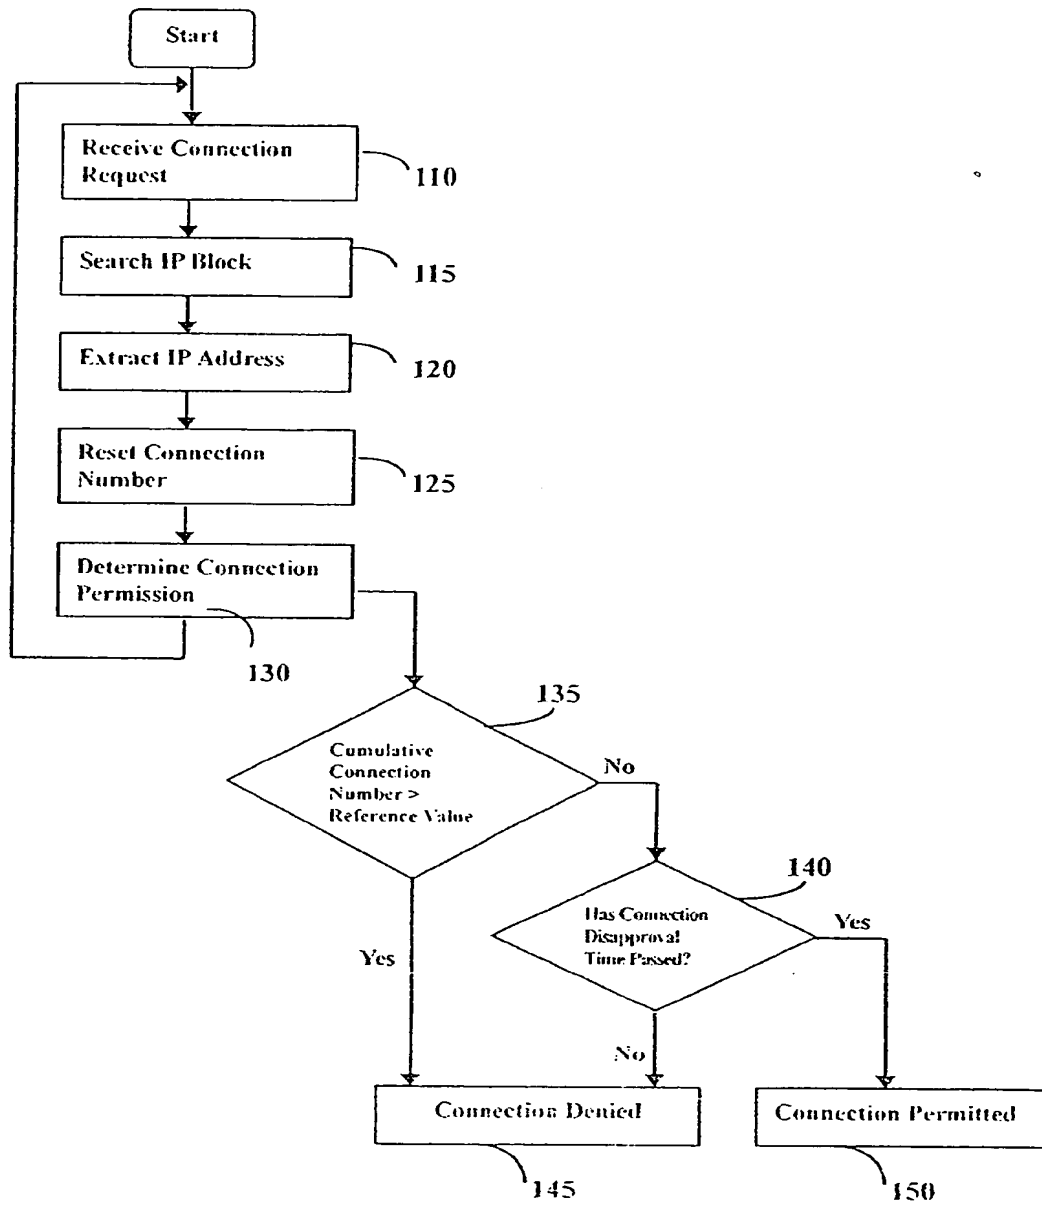 Start
Receive Connection
Request
110
Search IP Block
115
Extract IP Address
120
Reset Connection
Number
125
Determine Connection
Permission
130
135
Cumulative
Connection
Number >
Reference Value
No
140
Has Connection
Disapproval
Time Passed?
Yes
Yes
No
Connection Denied
Connection Permitted
145
150